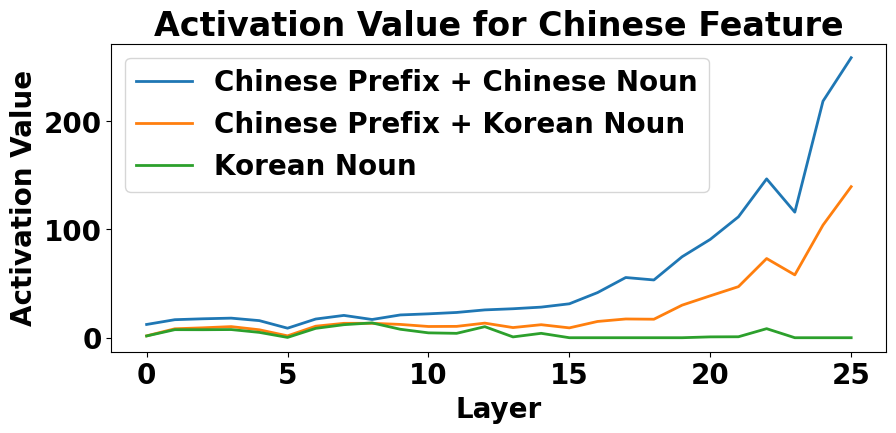 Activation Value for Chinese Feature
Activation Value
200
100
0
Chinese Prefix + Chinese Noun
Chinese Prefix + Korean Noun
Korean Noun
0 5 10 15 20 25
Layer